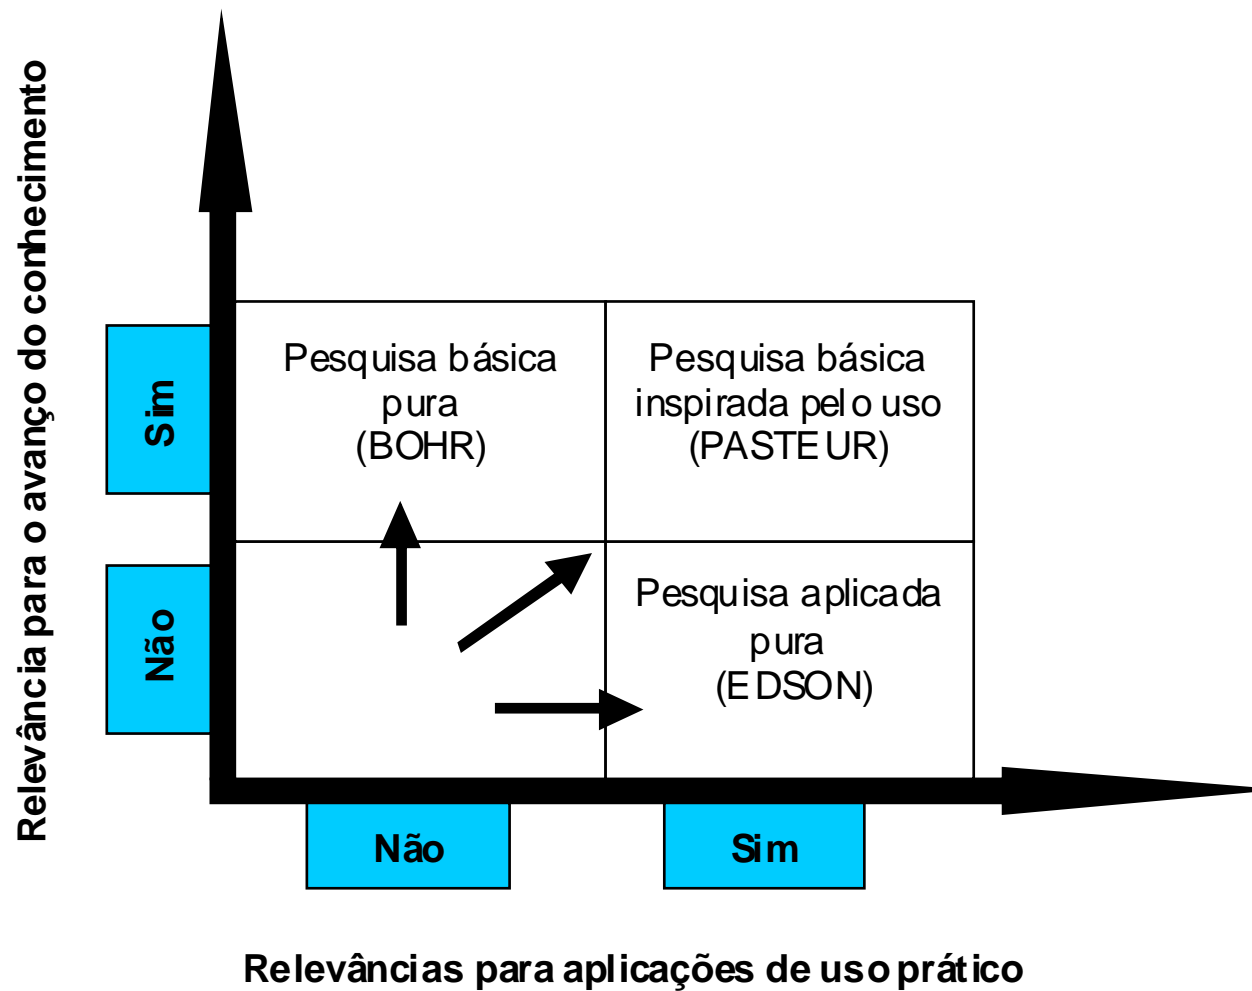 Relevância para o avanço do conhecimento
Sim
Não
Pesquisa básica
pura
(BOHR)
Pesquisa básica
inspirada pelo uso
(PASTEUR)
Pesquisa aplicada
pura
(EDSON)
Não
Sim
Relevâncias para aplicações de uso prático